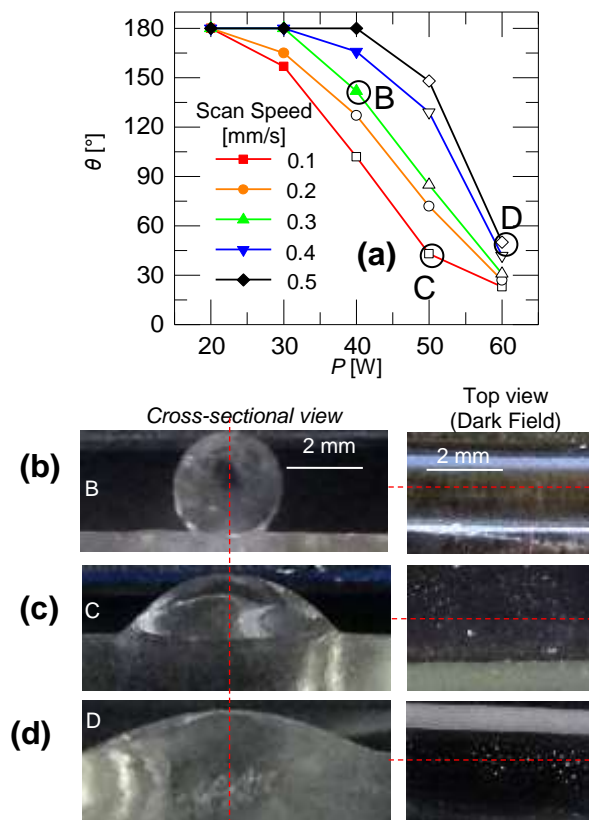 180
150
120
90
60
30
0
θ [°]
Scan Speed
[mm/s]
0.1
0.2
0.3
0.4
0.5
B
D
(a)
C
20 30 40 50 60
P [W]
Cross-sectional view
Top view
(Dark Field)
(b)
B
2 mm
2 mm
(c)
C
(d)
D